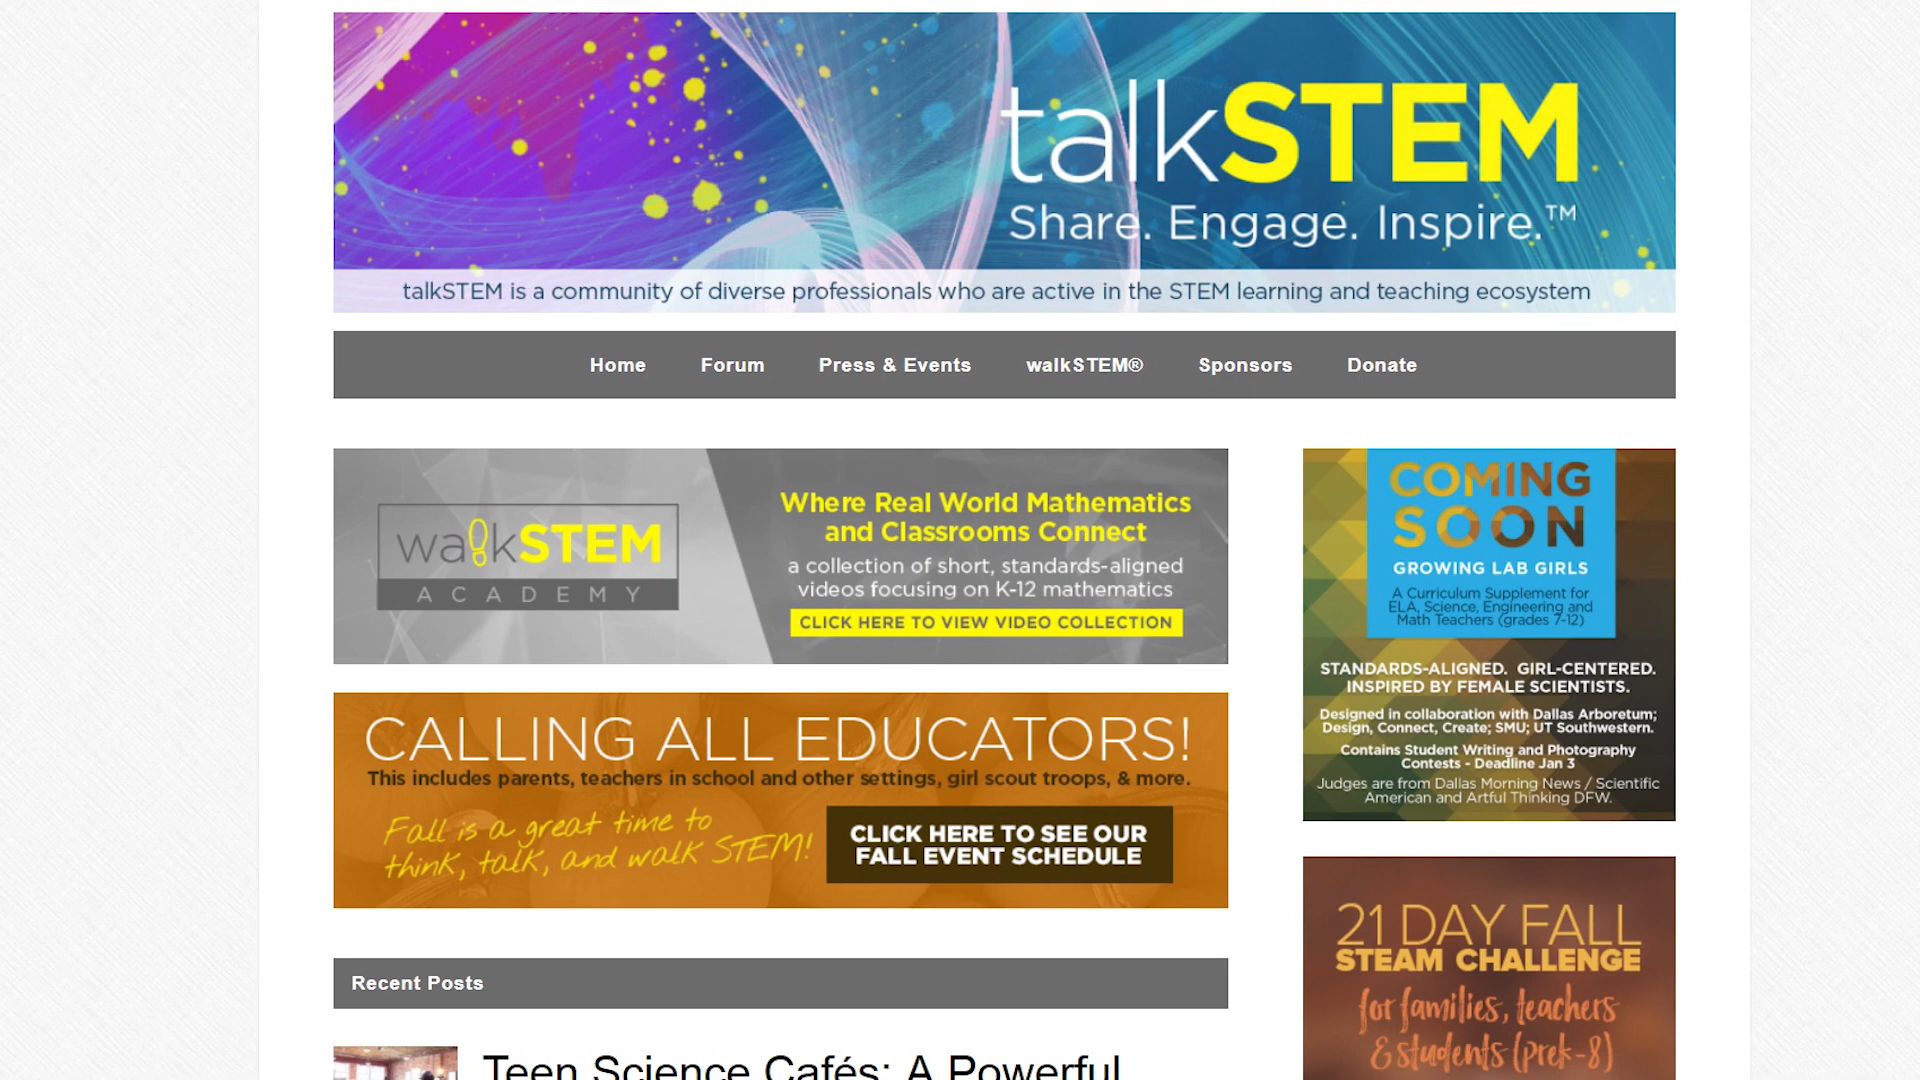 talkSTEM
Share. Engage. Inspire.™
talkSTEM is a community of diverse professionals who are active in the STEM learning and teaching ecosystem
Home Forum Press & Events walkSTEM® Sponsors Donate
walkSTEM
ACADEMY
Where Real World Mathematics
and Classrooms Connect
a collection of short, standards-aligned
videos focusing on K-12 mathematics
CLICK HERE TO VIEW VIDEO COLLECTION
CALLING ALL EDUCATORS!
This includes parents, teachers in school and other settings, girl scout troops, & more.
Fall is a great time to
think, talk, and walk STEM!
CLICK HERE TO SEE OUR
FALL EVENT SCHEDULE
Recent Posts
Teen Science Cafés: A Powerful
COMING
SOON
GROWING LAB GIRLS
A Curriculum Supplement for
ELA, Science, Engineering and
Math Teachers (grades 7-12)
STANDARDS-ALIGNED. GIRL-CENTERED.
INSPIRED BY FEMALE SCIENTISTS.
Designed in collaboration with Dallas Arboretum;
Design, Connect, Create; SMU; UT Southwestern.
Contains Student Writing and Photography
Contests - Deadline Jan 3
Judges are from Dallas Morning News / Scientific
American and Artful Thinking DFW.
21 DAY FALL
STEAM CHALLENGE
for families, teachers
& students (prek-8)